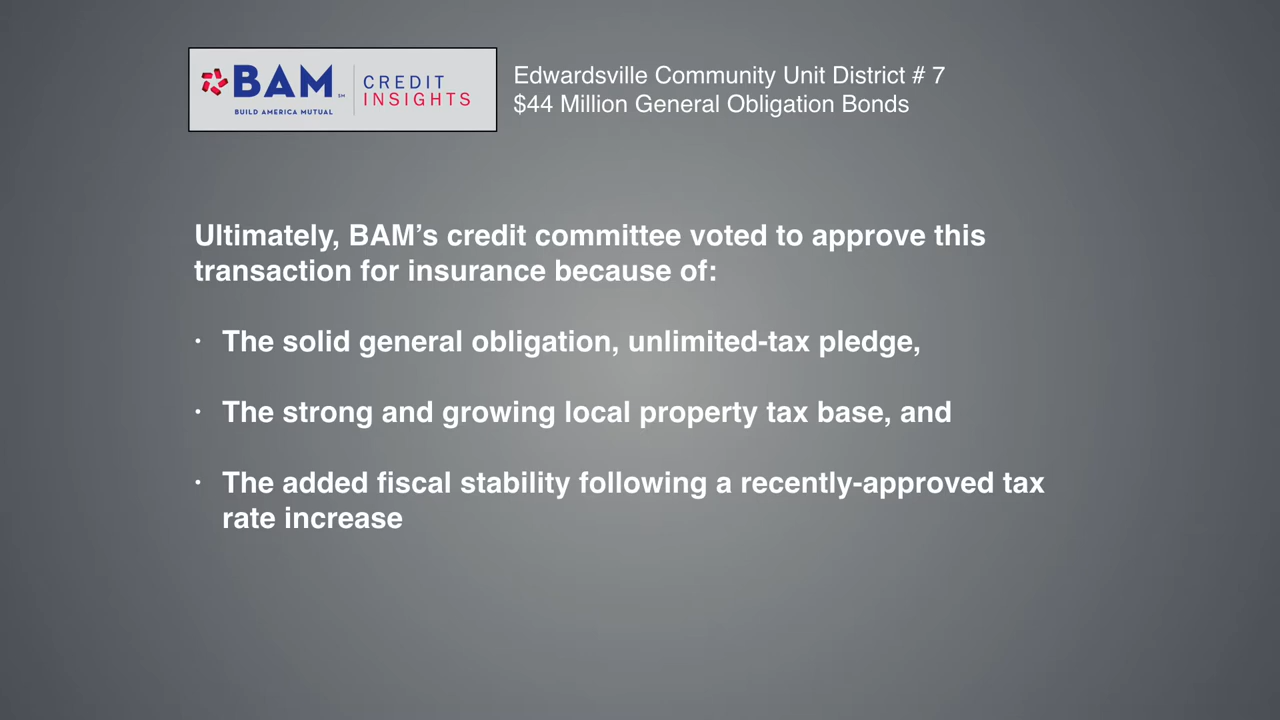 BAM SM
BUILD AMERICA MUTUAL
CREDIT
INSIGHTS
Edwardsville Community Unit District # 7
$44 Million General Obligation Bonds
Ultimately, BAM’s credit committee voted to approve this
transaction for insurance because of:
· The solid general obligation, unlimited-tax pledge,
· The strong and growing local property tax base, and
· The added fiscal stability following a recently-approved tax
rate increase